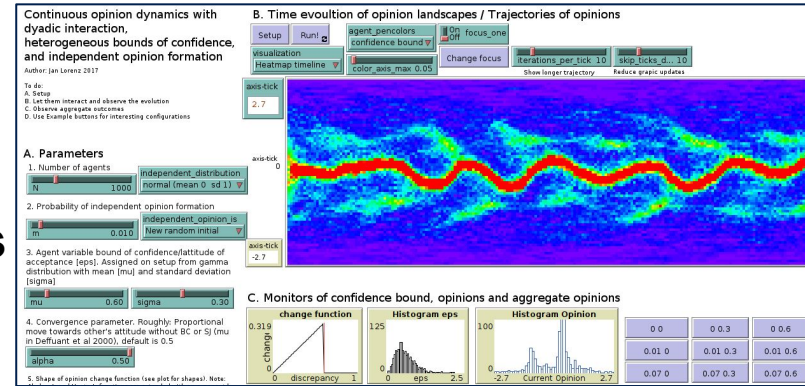 Continuous opinion dynamics with
dyadic interaction,
heterogeneous bounds of confidence,
and independent opinion formation
Author: Jan Lorenz 2017
To do:
A. Setup
B. Let them interact and observe the evolution
C. Observe aggregate outcomes
D. Use Example buttons for interesting configurations
A. Parameters
1. Number of agents
N 1000
independent_distribution
normal (mean 0 sd 1)
2. Probability of independent opinion formation
m 0.010
independent_opinion_is
New random initial
3. Agent variable bound of confidence/lattitude of
acceptance [eps]. Assigned on setup from gamma
distribution with mean [mu] and standard deviation
[sigma]
mu 0.60
sigma 0.30
4. Convergence parameter. Roughly: Proportional
move towards other's attitude without BC or SJ (mu
in Deffuant et al 2000), default is 0.5
alpha 0.50
5. Shape of opinion change function (see plot for shapes). Note:
B. Time evoultion of opinion landscapes / Trajectories of opinions
Setup
Run!
agent_pencolors
confidence bound
On
Off
focus_one
visualization
Heatmap timeline
color_axis_max 0.05
Change focus
iterations_per_tick 10
skip_ticks_d... 10
Show longer trajectory
Reduce grapic updates
axis-tick
2.7
axis-tick
0
axis-tick
-2.7
C. Monitors of confidence bound, opinions and aggregate opinions
change function
0.319
change
0
discrepancy
1
Histogram eps
125
0
0
eps
2.5
Histogram Opinion
100
0
-2.7
Current Opinion
2.7
0 0
0 0.3
0 0.6
0.01 0
0.01 0.3
0.01 0.6
0.07 0
0.07 0.3
0.07 0.6